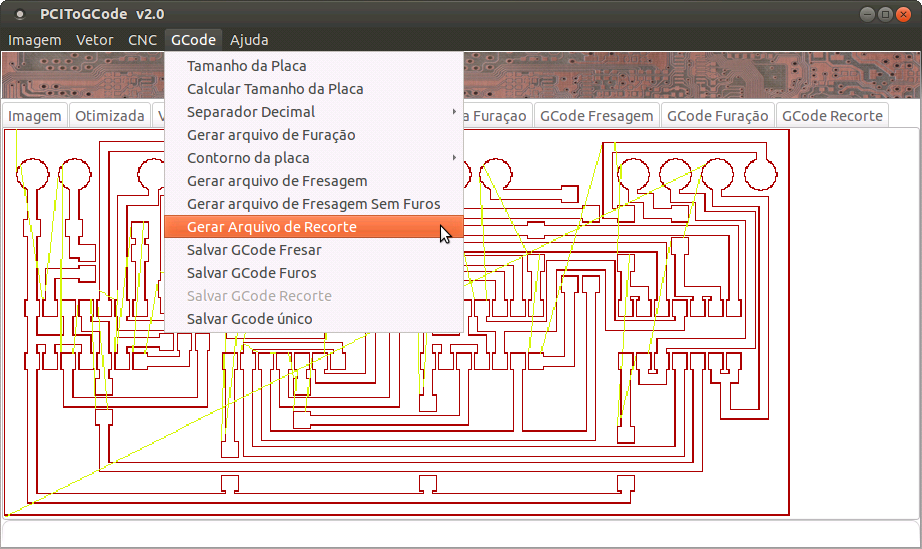 PCIToGCode v2.0
Imagem Vetor CNC GCode Ajuda
Imagem Otimizada Furaçao GCode Fresagem GCode Furação GCode Recorte
Tamanho da Placa
Calcular Tamanho da Placa
Separador Decimal
Gerar arquivo de Furação
Contorno da placa
Gerar arquivo de Fresagem
Gerar arquivo de Fresagem Sem Furos
Gerar Arquivo de Recorte
Salvar GCode Fresar
Salvar GCode Furos
Salvar GCode Recorte
Salvar Gcode único